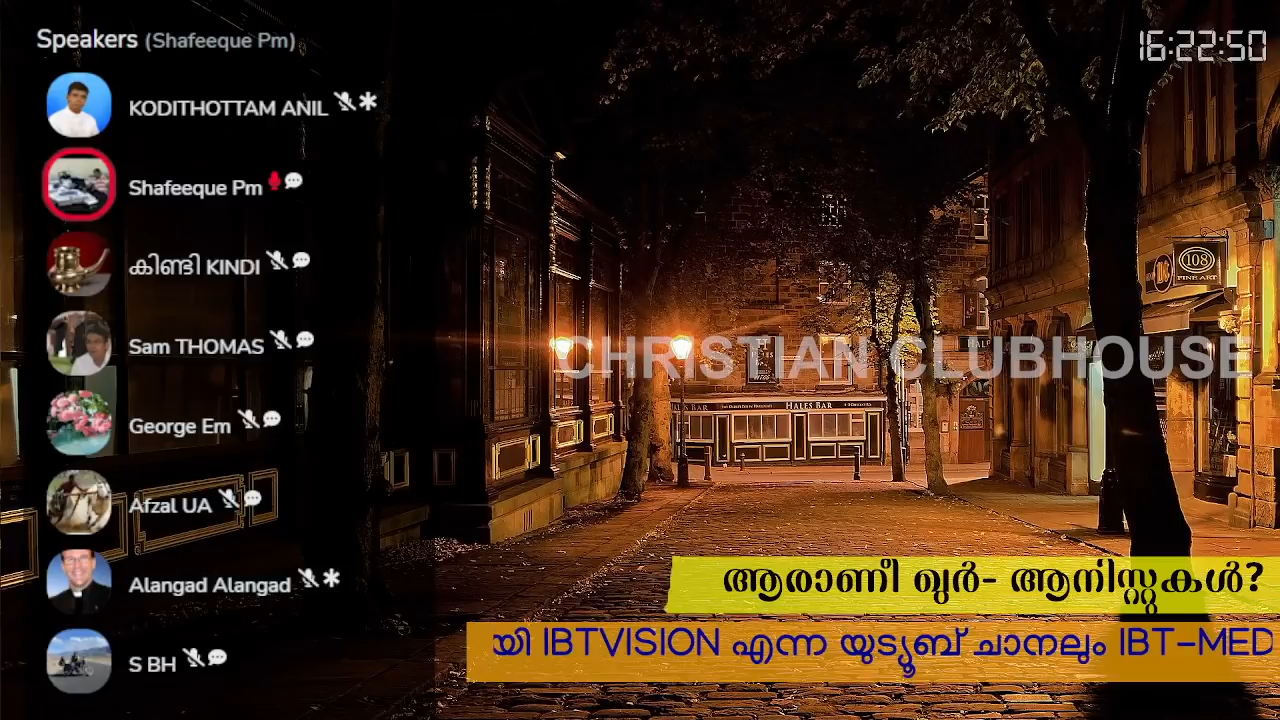 Speakers (Shafeeque Pm)
16:22:50
KODITHOTTAM ANIL
Shafeeque Pm
കിണ്ടി KINDI
Sam THOMAS
George Em
Afzal UA
Alangad Alangad
S BH
108
FINE ART
CHRISTIAN CLUBHOUSE
HALES BAR
ആരാണീ ഖുർ- ആനിസ്റ്റുകൾ?
യി IBTVISION എന്ന യുട്യൂബ് ചാനലും IBT-MED